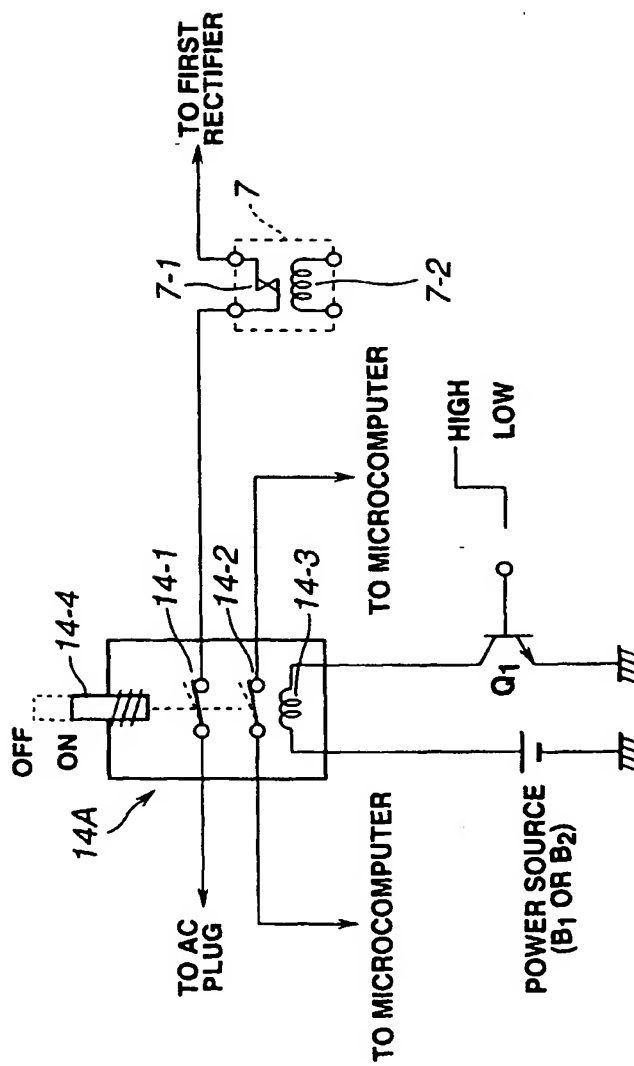 OFF
ON
14-4
14A
14-1
14-2
14-3
TO AC
PLUG
TO MICROCOMPUTER
TO MICROCOMPUTER
7-1
7
7-2
TO FIRST
RECTIFIER
HIGH
LOW
Q1
POWER SOURCE
(B1 OR B2)